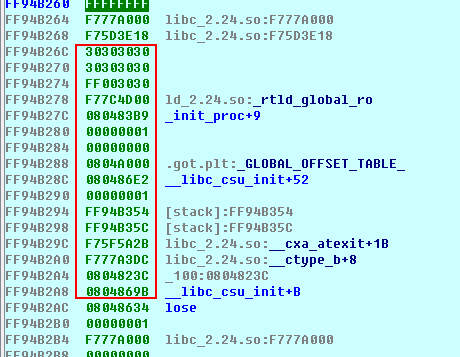 FF94B260 FFFFFFFF
FF94B264 F777A000 libc_2.24.so:F777A000
FF94B268 F75D3E18 libc_2.24.so:F75D3E18
FF94B26C 30303030
FF94B270 30303030
FF94B274 FF003030
FF94B278 F77C4D00 ld_2.24.so:_rtld_global_ro
FF94B27C 080483B9 _init_proc+9
FF94B280 00000001
FF94B284 00000000
FF94B288 0804A000 .got.plt:_GLOBAL_OFFSET_TABLE_
FF94B28C 080486E2 __libc_csu_init+52
FF94B290 00000001
FF94B294 FF94B354 [stack]:FF94B354
FF94B298 FF94B35C [stack]:FF94B35C
FF94B29C F75F5A2B libc_2.24.so:__cxa_atexit+1B
FF94B2A0 F777A3DC libc_2.24.so:__ctype_b+8
FF94B2A4 0804823C _100:0804823C
FF94B2A8 0804869B __libc_csu_init+B
FF94B2AC 08048634 lose
FF94B2B0 00000001
FF94B2B4 F777A000 libc_2.24.so:F777A000
FF94B2B8 00000000